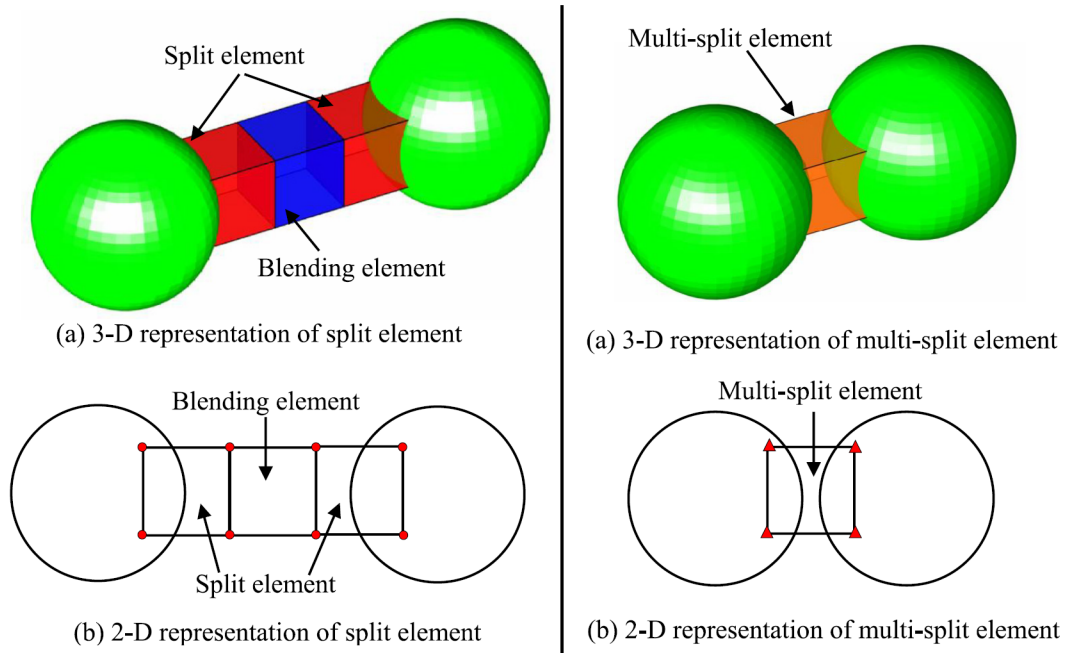 Split element
Blending element
(a) 3-D representation of split element
Blending element
Split element
(b) 2-D representation of split element
Multi-split element
(a) 3-D representation of multi-split element
Multi-split element
(b) 2-D representation of multi-split element